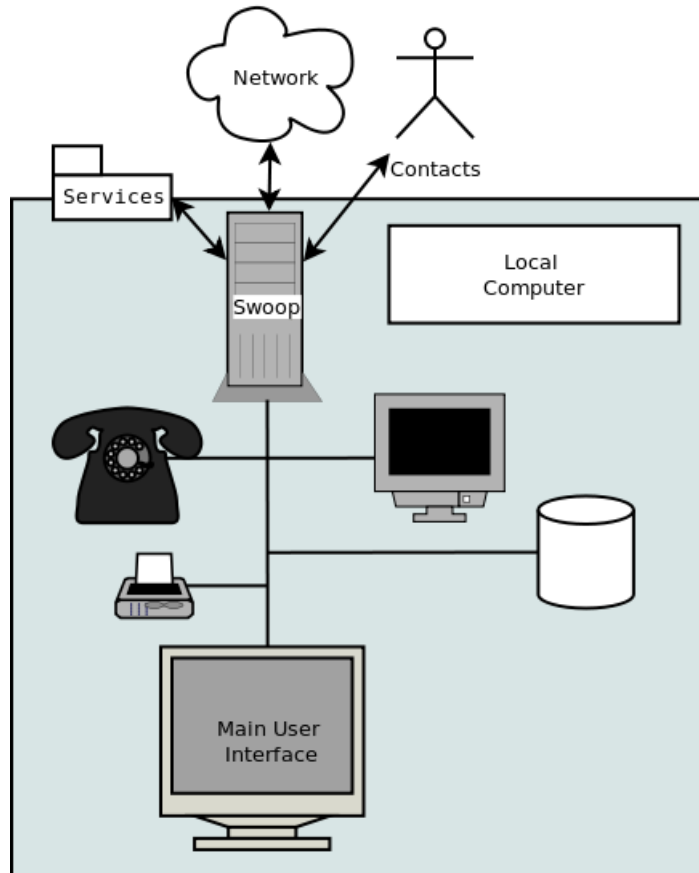 Network
Contacts
Services
Local
Computer
Swoop
Main User
Interface